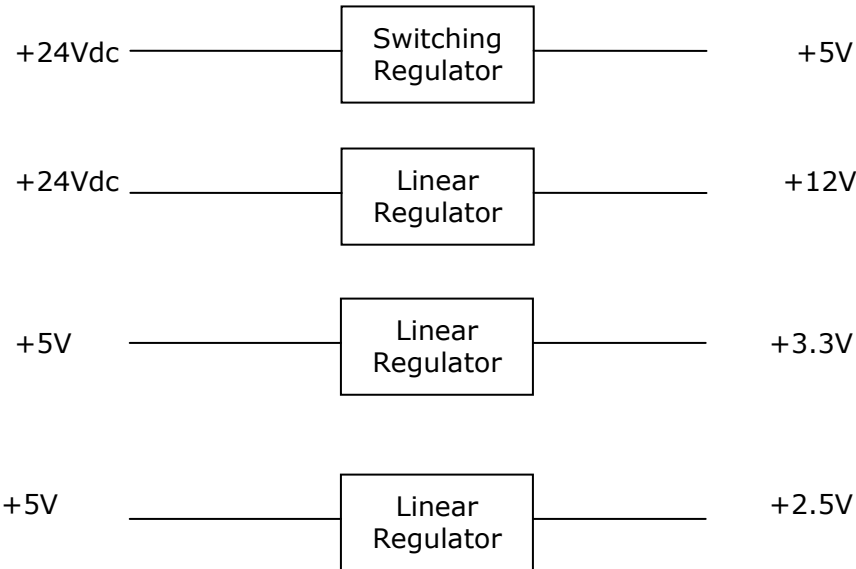 +24Vdc
Switching
Regulator
+5V
+24Vdc
Linear
Regulator
+12V
+5V
Linear
Regulator
+3.3V
+5V
Linear
Regulator
+2.5V